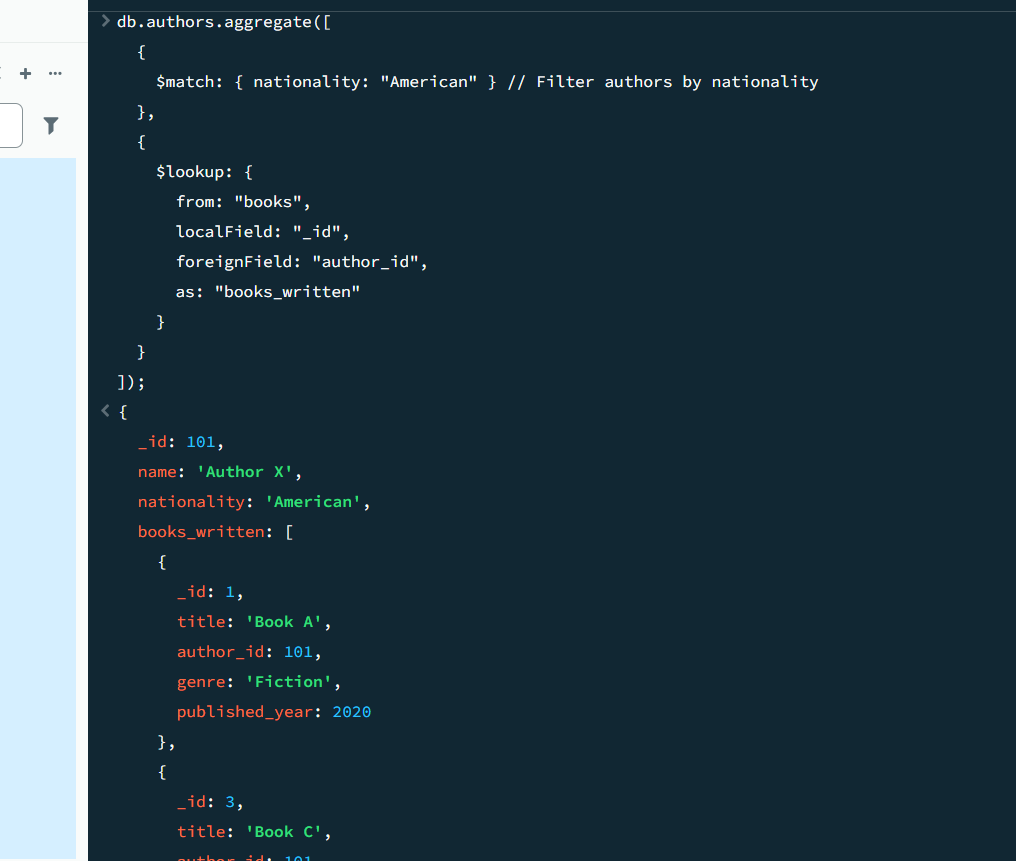 db.authors.aggregate([
{
$match: { nationality: "American" } // Filter authors by nationality
},
{
$lookup: {
from: "books",
localField: "_id",
foreignField: "author_id",
as: "books_written"
}
}
]);
{
_id: 101,
name: 'Author X',
nationality: 'American',
books_written: [
{
_id: 1,
title: 'Book A',
author_id: 101,
genre: 'Fiction',
published_year: 2020
},
{
_id: 3,
title: 'Book C',
author_id: 101